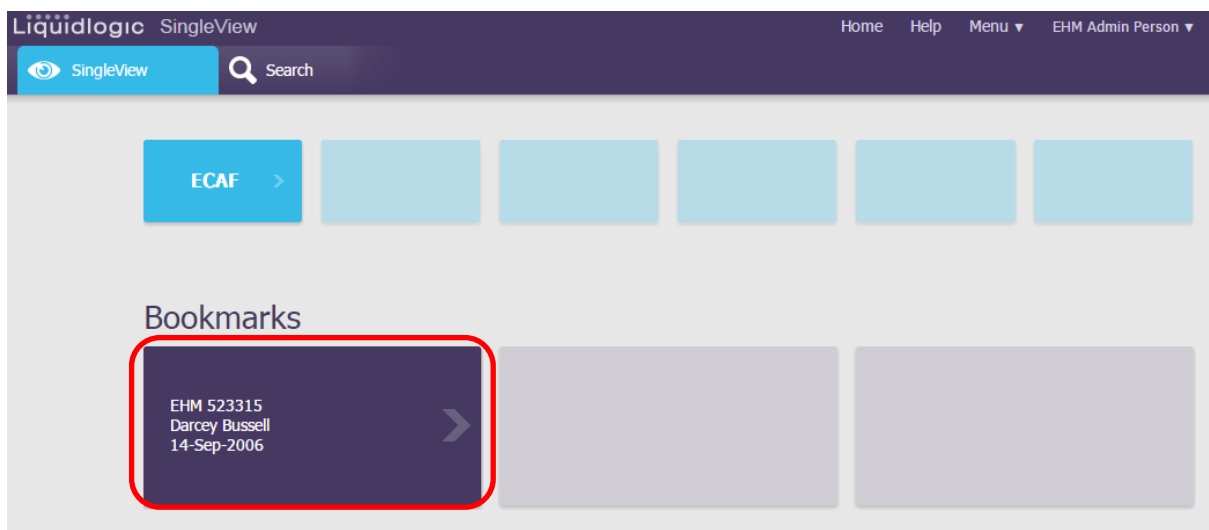 Liquidlogic SingleView Home Help Menu ▼ EHM Admin Person ▼
SingleView Search
ECAF >
Bookmarks
EHM 523315
Darcey Bussell
14-Sep-2006